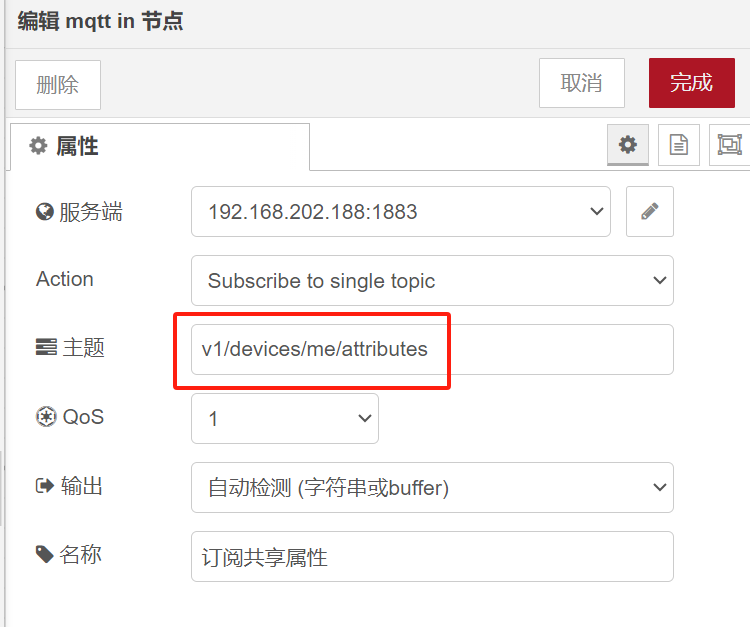 编辑 mqtt in 节点
删除
取消
完成
属性
服务端
192.168.202.188:1883
Action
Subscribe to single topic
主题
v1/devices/me/attributes
QoS
1
输出
自动检测 (字符串或buffer)
名称
订阅共享属性